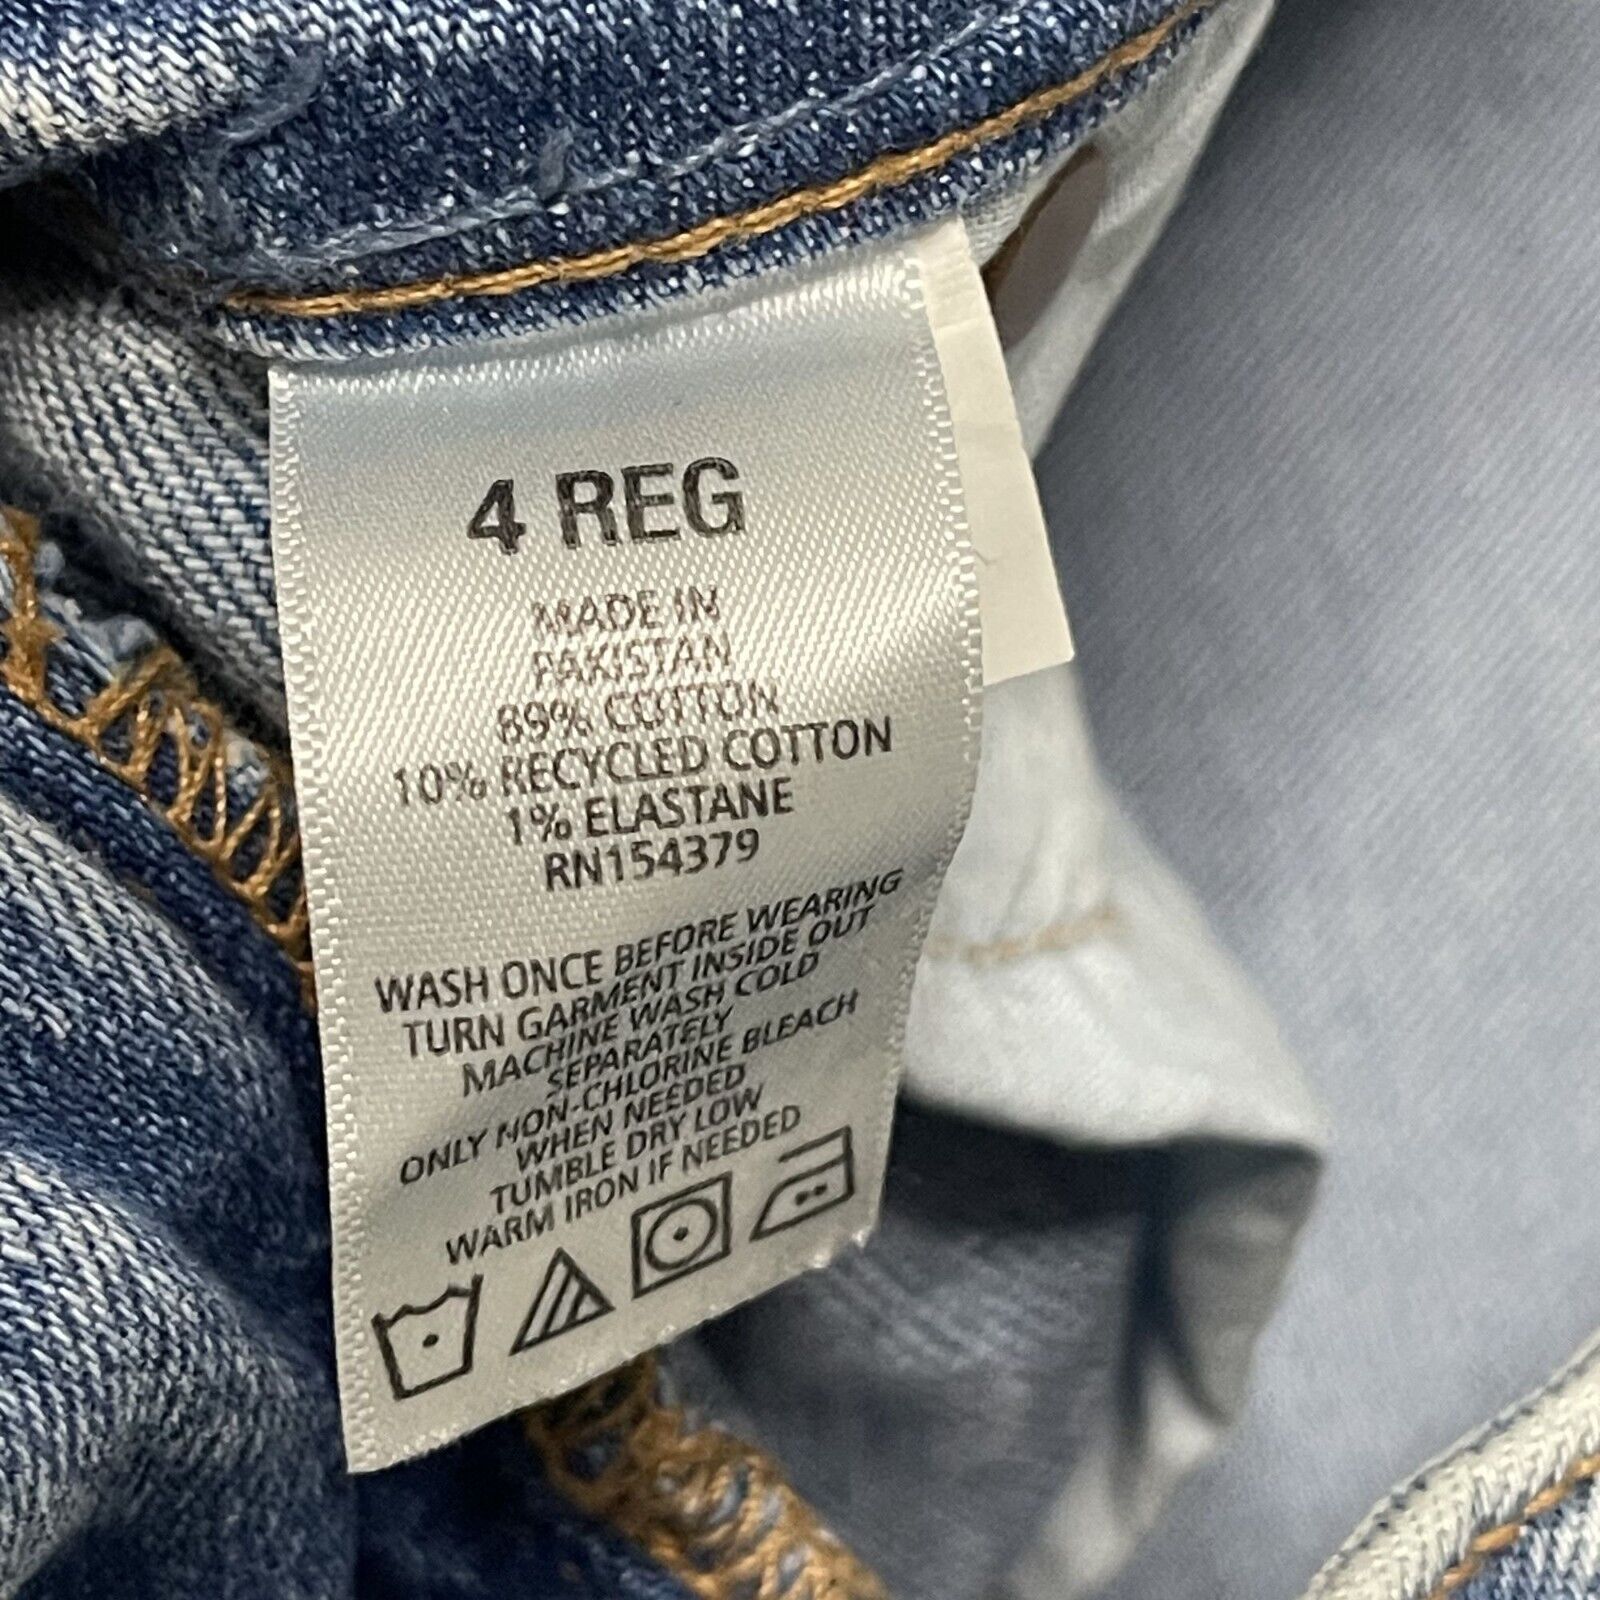 4 REG
MADE IN
PAKISTAN
89% COTTON
10% RECYCLED COTTON
1% ELASTANE
RN154379
WASH ONCE BEFORE WEARING
TURN GARMENT INSIDE OUT
MACHINE WASH COLD
SEPARATELY
ONLY NON-CHLORINE BLEACH
WHEN NEEDED
TUMBLE DRY LOW
WARM IRON IF NEEDED